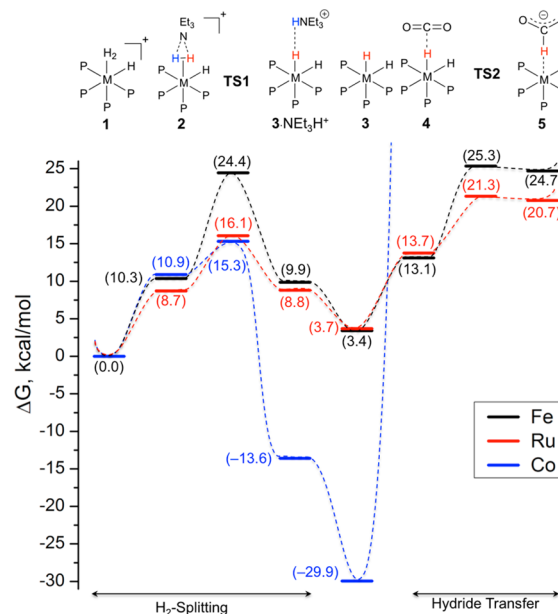 NEt3
N
H2
H H
M H
P P
P P
+
1
2
TS1
HNEt3 ⊕
H
M H
P P
P P
3·NEt3H+
H
M H
P P
P P
3
O=C=O
H
M H
P P
P P
4
TS2
O
C
H
H
M
P
P
P
5
ΔG, kcal/mol
25
20
15
10
5
0
-5
-10
-15
-20
-25
-30
(0.0)
(10.3)
(10.9)
(8.7)
(24.4)
(16.1)
(15.3)
(9.9)
(8.8)
(-13.6)
(3.7)
(3.4)
(-29.9)
(13.7)
(13.1)
(25.3)
(21.3)
(24.7)
(20.7)
Fe
Ru
Co
H2-Splitting
Hydride Transfer